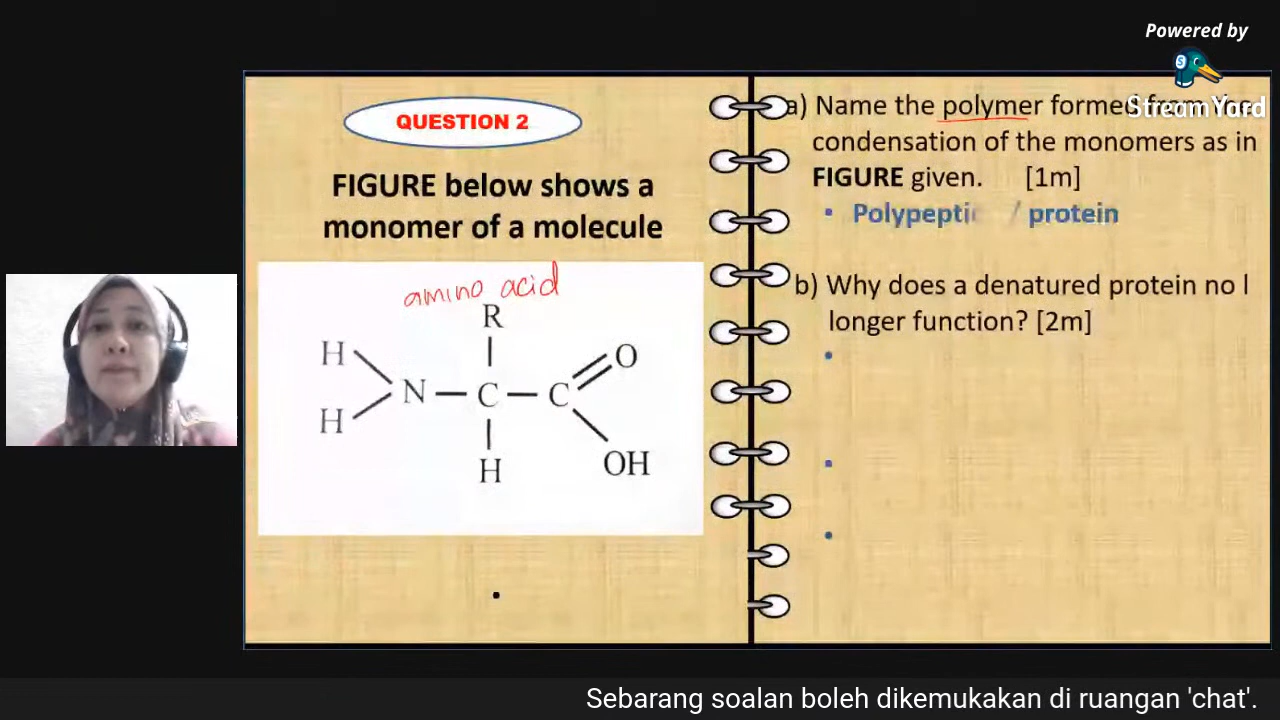 Powered by
StreamYard
QUESTION 2
FIGURE below shows a
monomer of a molecule
amino acid
R
H
O
N
C
C
H
H
OH
a) Name the polymer formed
condensation of the monomers as in
FIGURE given. [1m]
• Polypeptic / protein
b) Why does a denatured protein no l
longer function? [2m]
•
•
•
Sebarang soalan boleh dikemukakan di ruangan 'chat'.